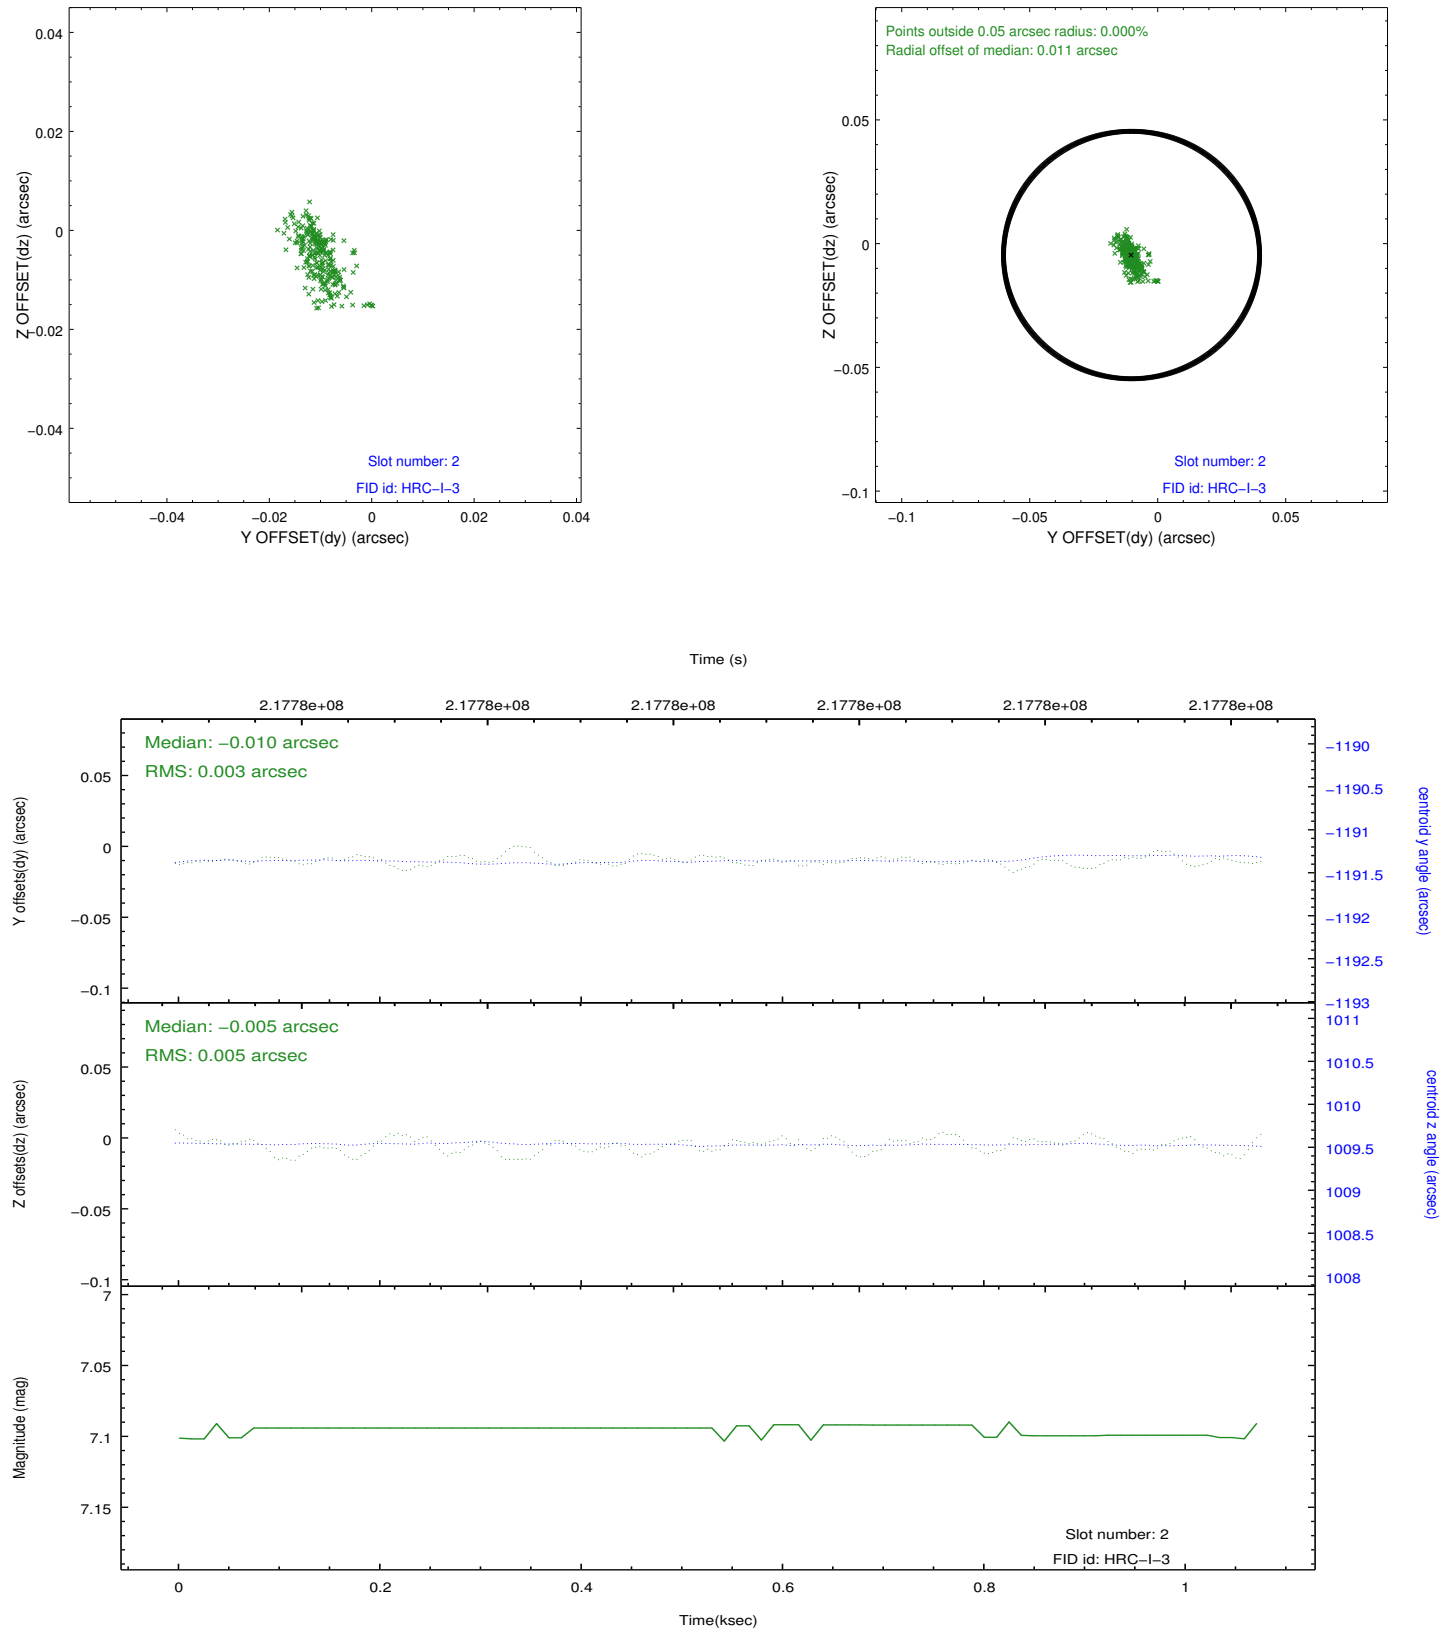 0.04
0.02
0
−0.02
−0.04
Z OFFSET(dz) (arcsec)
Slot number: 2
FID id: HRC−I−3
−0.04
−0.02
0
0.02
0.04
Y OFFSET(dy) (arcsec)
Points outside 0.05 arcsec radius: 0.000%
Radial offset of median: 0.011 arcsec
0.05
0
−0.05
−0.1
Z OFFSET(dz) (arcsec)
Slot number: 2
FID id: HRC−I−3
−0.1
−0.05
0
0.05
Y OFFSET(dy) (arcsec)
Time (s)
2.1778e+08
2.1778e+08
2.1778e+08
2.1778e+08
2.1778e+08
2.1778e+08
Median: −0.010 arcsec
RMS: 0.003 arcsec
0.05
0
−0.05
−0.1
Y offsets(dy) (arcsec)
−1190
−1190.5
−1191
−1191.5
−1192
−1192.5
−1193
centroid y angle (arcsec)
Median: −0.005 arcsec
RMS: 0.005 arcsec
0.05
0
−0.05
−0.1
Z offsets(dz) (arcsec)
1011
1010.5
1010
1009.5
1009
1008.5
1008
centroid z angle (arcsec)
7
7.05
7.1
7.15
Magnitude (mag)
Slot number: 2
FID id: HRC−I−3
0
0.2
0.4
0.6
0.8
1
Time(ksec)